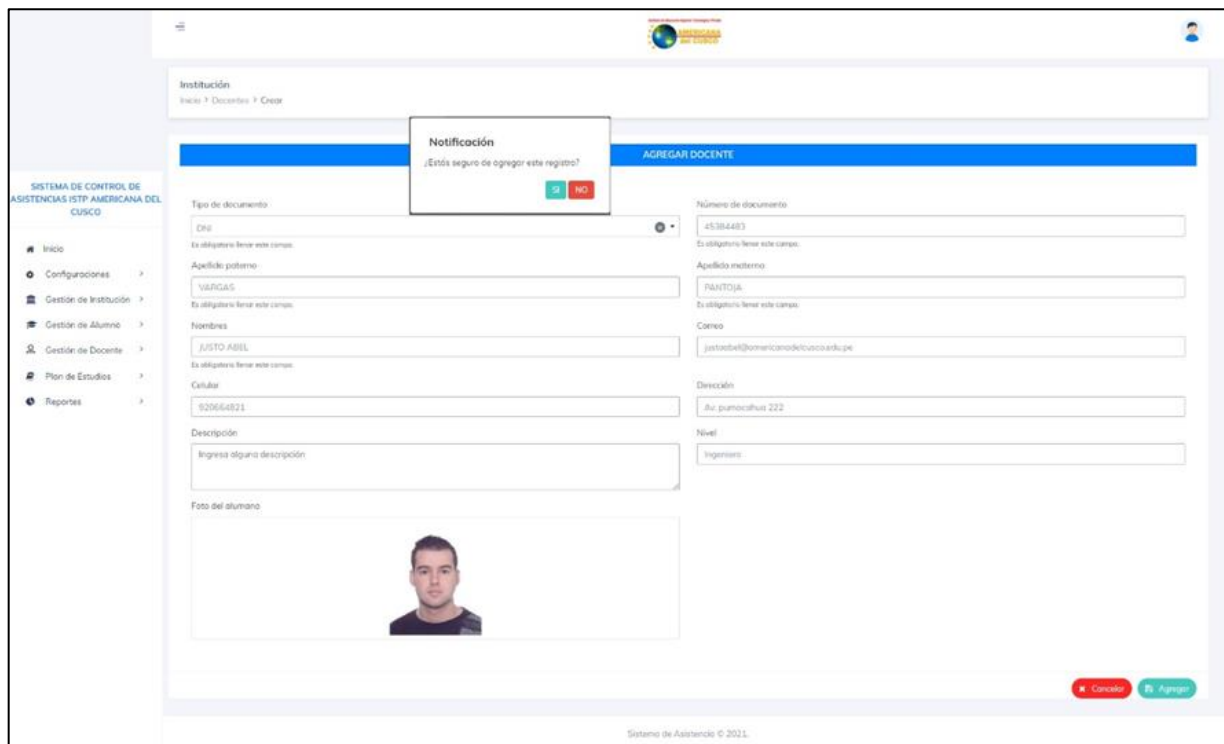 AMERICANA
del CUSCO
Institución
Inicio > Docentes > Crear
Notificación
¿Estás seguro de agregar este registro?
SI NO
AGREGAR DOCENTE
SISTEMA DE CONTROL DE
ASISTENCIAS ISTP AMERICANA DEL
CUSCO
Inicio
Configuraciones
Gestión de Institución
Gestión de Alumno
Gestión de Docente
Plan de Estudios
Reportes
Tipo de documento
DNI
Es obligatorio llenar este campo.
Número de documento
45384483
Es obligatorio llenar este campo.
Apellido paterno
VARGAS
Es obligatorio llenar este campo.
Apellido materno
PANTOJA
Es obligatorio llenar este campo.
Nombres
JUSTO ABEL
Es obligatorio llenar este campo.
Correo
justoabel@americanadelcusco.edu.pe
Celular
929664821
Dirección
Av. pumacahua 222
Descripción
Ingresa alguna descripción
Nivel
Ingeniero
Foto del alumano
Cancelar Agregar
Sistema de Asistencia © 2021.